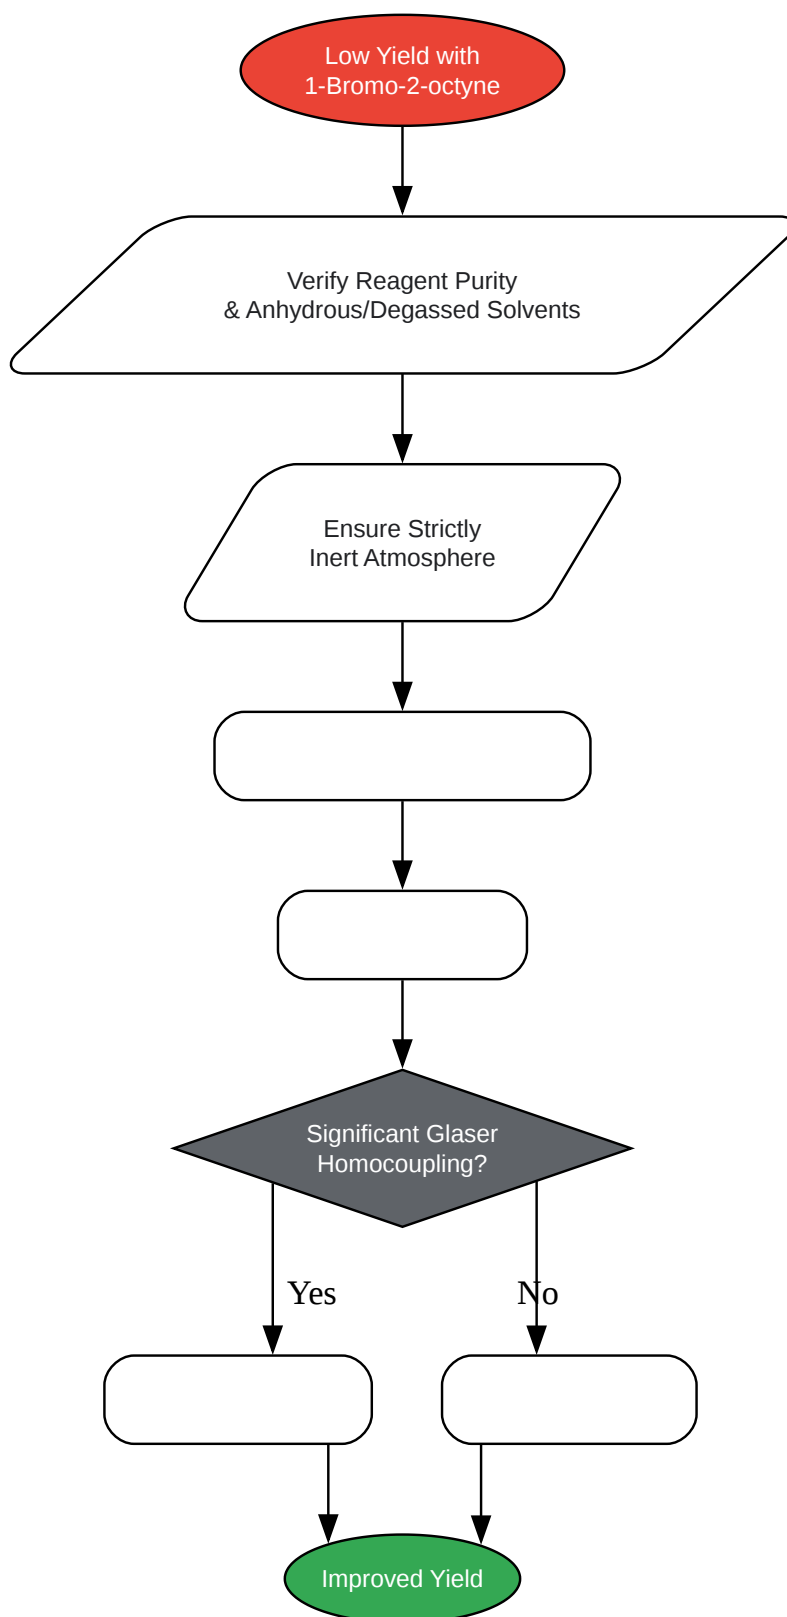 Low Yield with
1-Bromo-2-octyne
Verify Reagent Purity
& Anhydrous/Degassed Solvents
Ensure Strictly
Inert Atmosphere
Significant Glaser
Homocoupling?
Yes
No
Improved Yield